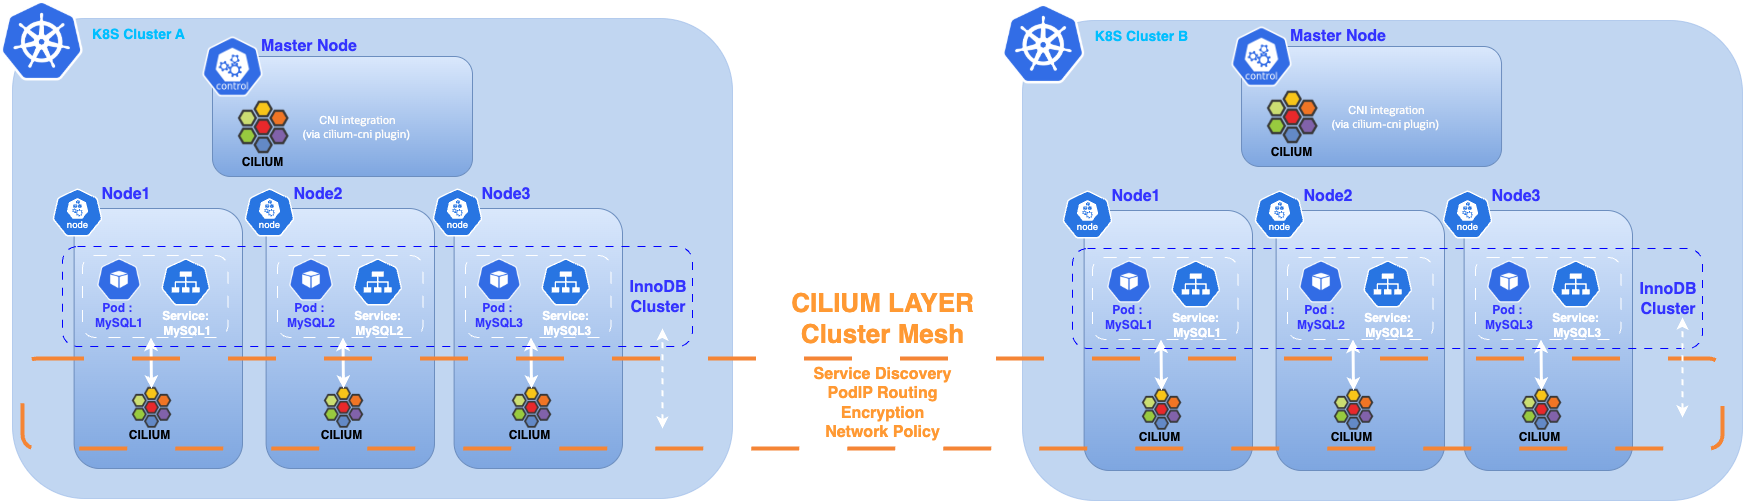 K8S Cluster A
Master Node
control
CNI integration
(via cilium-cni plugin)
CILIUM
Node1
node
Pod :
MySQL1
Service:
MySQL1
CILIUM
Node2
node
Pod :
MySQL2
Service:
MySQL2
CILIUM
Node3
node
Pod :
MySQL3
Service:
MySQL3
CILIUM
InnoDB
Cluster
CILIUM LAYER
Cluster Mesh
Service Discovery
PodIP Routing
Encryption
Network Policy
K8S Cluster B
Master Node
control
CNI integration
(via cilium-cni plugin)
CILIUM
Node1
node
Pod :
MySQL1
Service:
MySQL1
CILIUM
Node2
node
Pod :
MySQL2
Service:
MySQL2
CILIUM
Node3
node
Pod :
MySQL3
Service:
MySQL3
CILIUM
InnoDB
Cluster